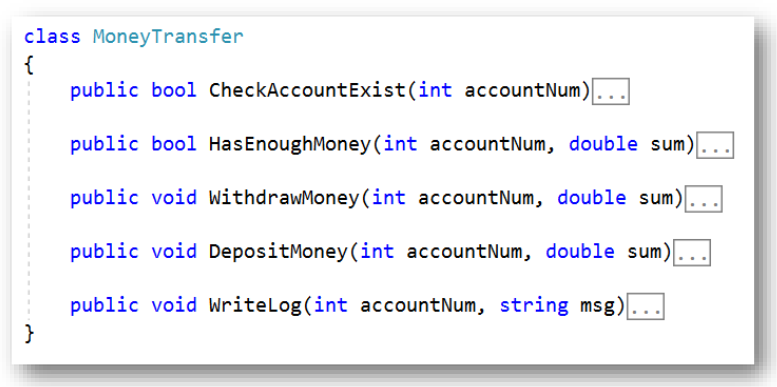 class MoneyTransfer
{
public bool CheckAccountExist(int accountNum)...
public bool HasEnoughMoney(int accountNum, double sum)...
public void WithdrawMoney(int accountNum, double sum)...
public void DepositMoney(int accountNum, double sum)...
public void WriteLog(int accountNum, string msg)...
}